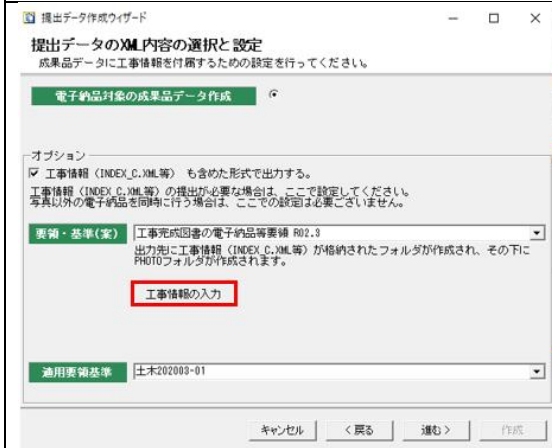 提出データ作成ウィザード
提出データのXML内容の選択と設定
成果品データに工事情報を付属するための設定を行ってください。
電子納品対象の成果品データ作成
オプション
工事情報（INDEX_C.XML等） も含めた形式で出力する。
工事情報（INDEX_C.XML等）の提出が必要な場合は、ここで設定してください。
写真以外の電子納品を同時に行う場合は、ここでの設定は必要ございません。
要領・基準(案) 工事完成図書の電子納品等要領 R02.3
出力先に工事情報（INDEX_C.XML等）が格納されたフォルダが作成され、その下に
PHOTOフォルダが作成されます。
工事情報の入力
適用要領基準 土木202003-01
キャンセル < 戻る 進む > 作成